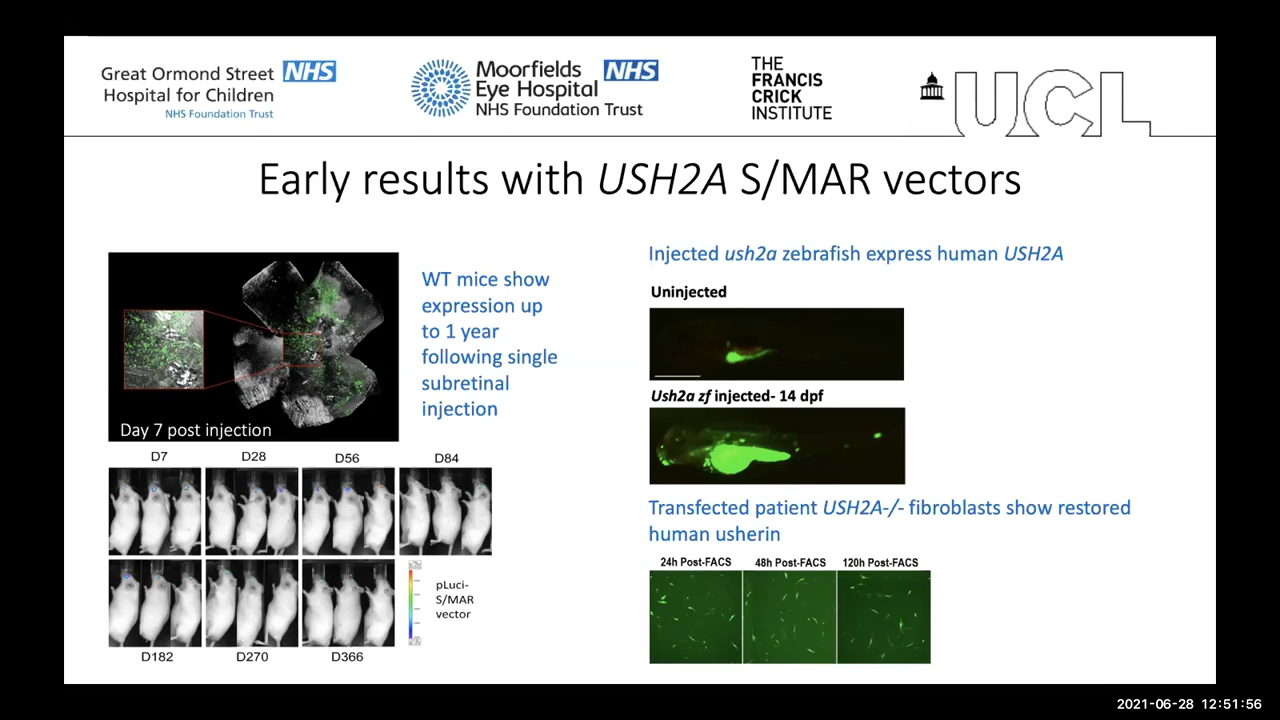 Great Ormond Street NHS
Hospital for Children
NHS Foundation Trust
Moorfields NHS
Eye Hospital
NHS Foundation Trust
THE
FRANCIS
CRICK
INSTITUTE
UCL
Early results with USH2A S/MAR vectors
Day 7 post injection
WT mice show
expression up
to 1 year
following single
subretinal
injection
D7 D28 D56 D84
pLuci-
S/MAR
vector
D182 D270 D366
Injected ush2a zebrafish express human USH2A
Uninjected
Ush2a zf injected- 14 dpf
Transfected patient USH2A-/- fibroblasts show restored
human usherin
24h Post-FACS 48h Post-FACS 120h Post-FACS
2021-06-28 12:51:56